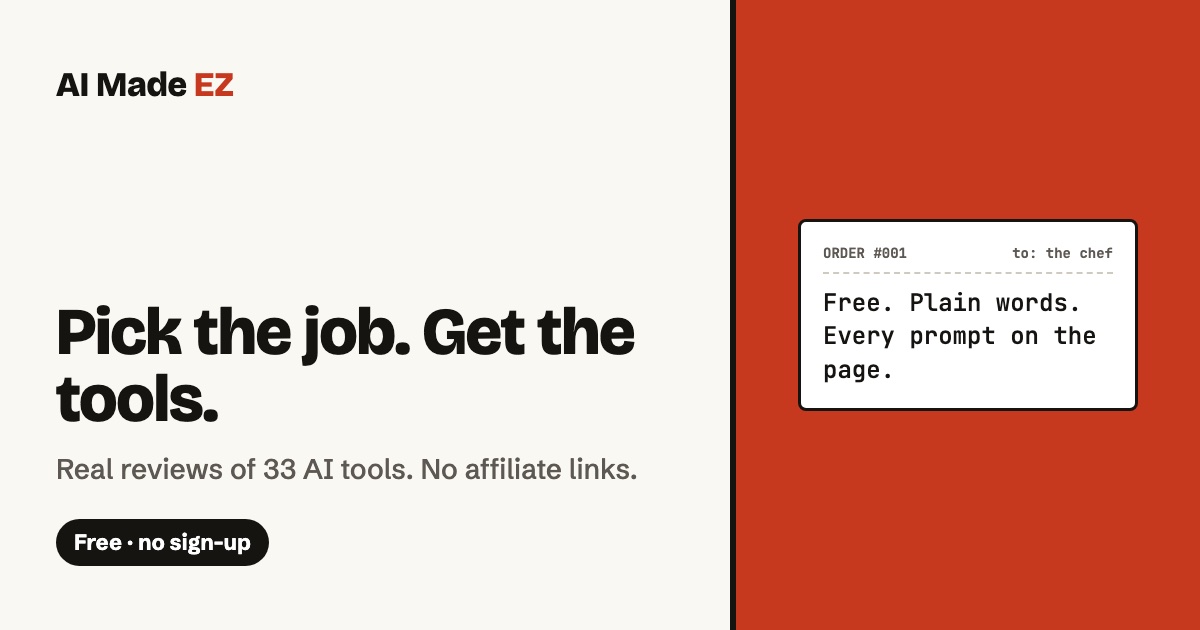 AI Made EZ
Pick the job. Get the
tools.
Real reviews of 33 AI tools. No affiliate links.
Free · no sign-up
ORDER #001 to: the chef
Free. Plain words.
Every prompt on the
page.